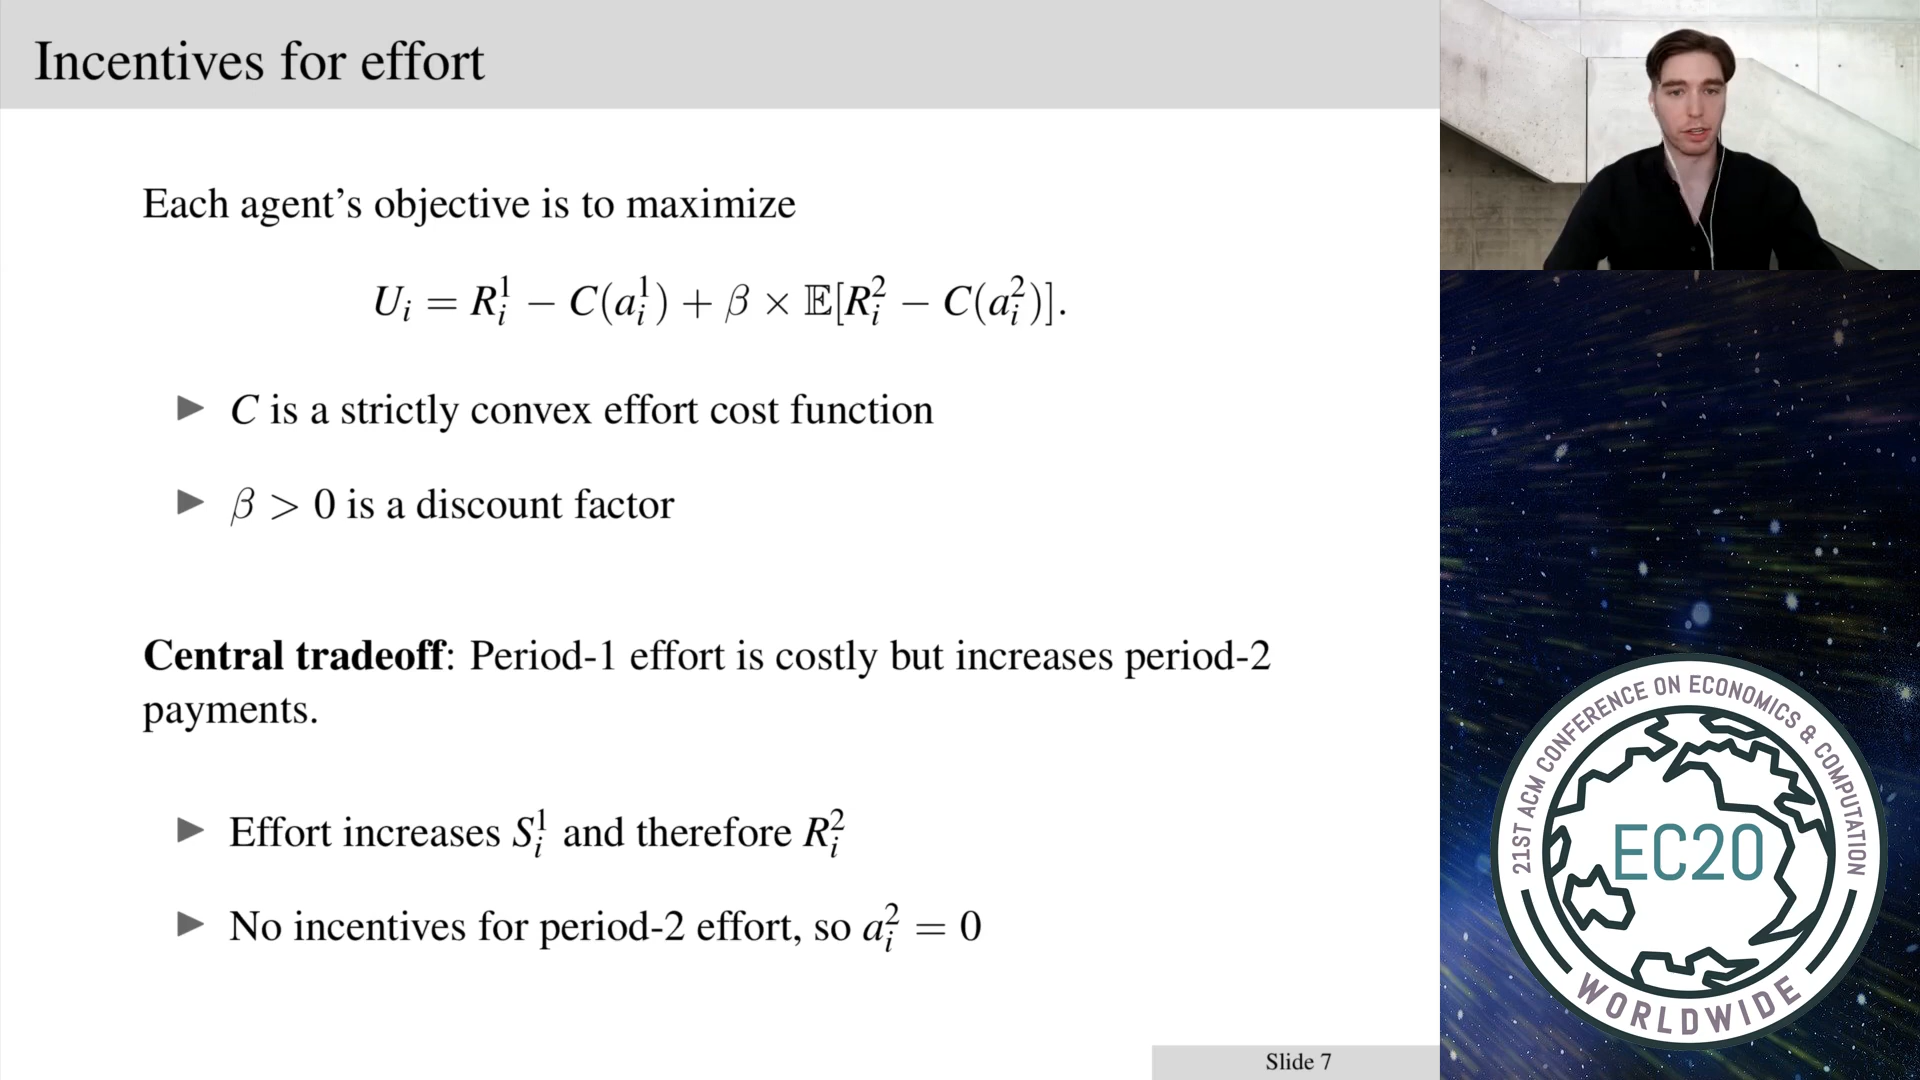 Incentives for effort
Each agent's objective is to maximize
U_i = R_i^1 − C(a_i^1) + β × 𝔼[R_i^2 − C(a_i^2)].
▶ C is a strictly convex effort cost function
▶ β > 0 is a discount factor
Central tradeoff: Period-1 effort is costly but increases period-2
payments.
▶ Effort increases S_i^1 and therefore R_i^2
▶ No incentives for period-2 effort, so a_i^2 = 0
Slide 7
21ST ACM CONFERENCE ON ECONOMICS & COMPUTATION
EC20
WORLDWIDE